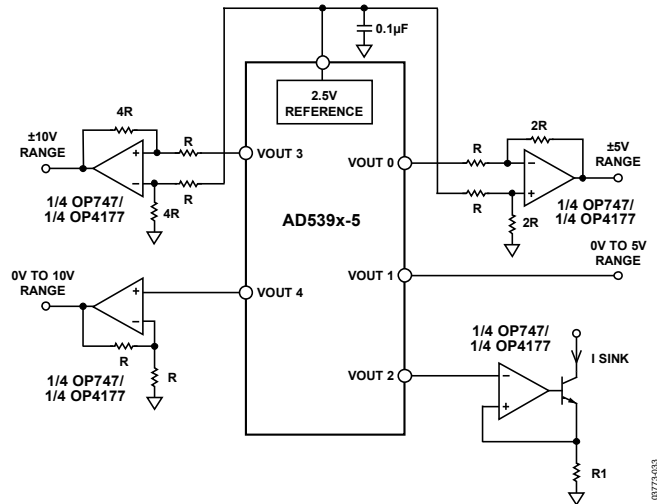 0.1µF
2.5V
REFERENCE
4R
±10V
RANGE
+
R
VOUT 3
–
R
4R
1/4 OP747/
1/4 OP4177
AD539x-5
VOUT 0
R
2R
–
±5V
RANGE
R
+
2R
1/4 OP747/
1/4 OP4177
0V TO 10V
RANGE
+
VOUT 4
–
R
R
1/4 OP747/
1/4 OP4177
0V TO 5V
RANGE
VOUT 1
1/4 OP747/
1/4 OP4177
I SINK
VOUT 2
–
+
R1
03773-033